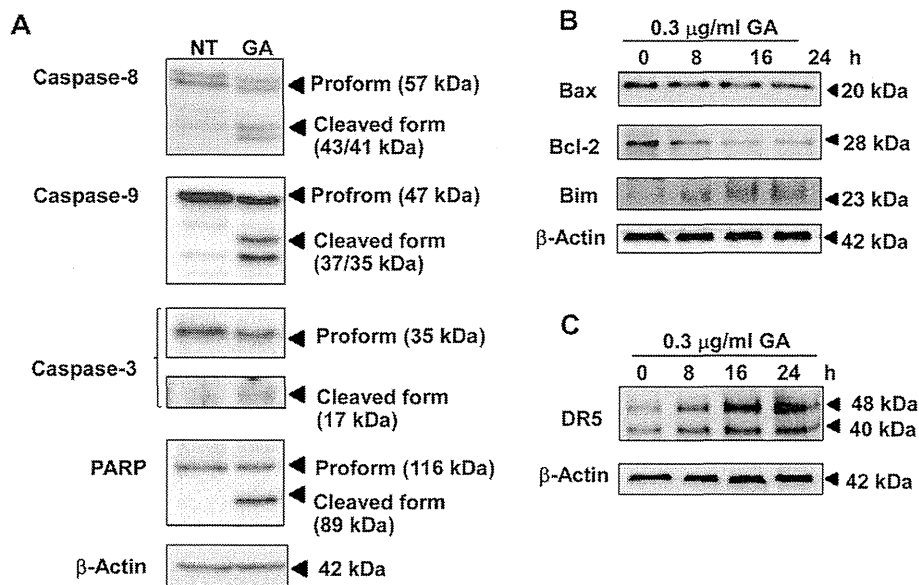 A
NT GA
Caspase-8
Proform (57 kDa)
Cleaved form
(43/41 kDa)
Caspase-9
Profrom (47 kDa)
Cleaved form
(37/35 kDa)
Caspase-3
Proform (35 kDa)
Cleaved form
(17 kDa)
PARP
Proform (116 kDa)
Cleaved form
(89 kDa)
β-Actin
42 kDa
B
0.3 µg/ml GA
0 8 16 24 h
Bax
20 kDa
Bcl-2
28 kDa
Bim
23 kDa
β-Actin
42 kDa
C
0.3 µg/ml GA
0 8 16 24 h
DR5
48 kDa
40 kDa
β-Actin
42 kDa